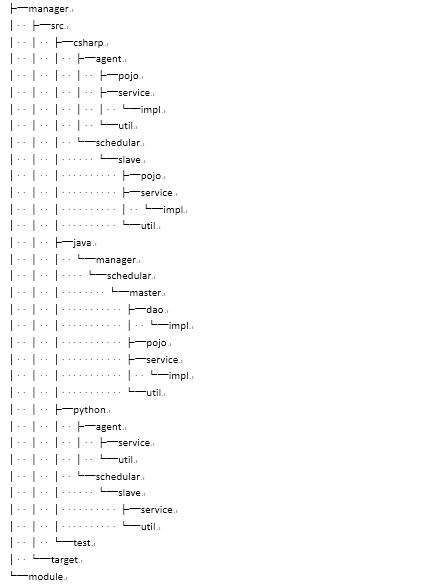 ├─manager
│  ├─src
│  │  ├─csharp
│  │  │  ├─agent
│  │  │  │  ├─pojo
│  │  │  │  ├─service
│  │  │  │  │  └─impl
│  │  │  │  └─util
│  │  │  └─schedular
│  │  │      └─slave
│  │  │          ├─pojo
│  │  │          ├─service
│  │  │          │  └─impl
│  │  │          └─util
│  │  ├─java
│  │  │  └─manager
│  │  │    └─schedular
│  │  │        └─master
│  │  │          ├─dao
│  │  │          │  └─impl
│  │  │          ├─pojo
│  │  │          ├─service
│  │  │          │  └─impl
│  │  │          └─util
│  │  ├─python
│  │  │  ├─agent
│  │  │  │  ├─service
│  │  │  │  └─util
│  │  │  └─schedular
│  │  │      └─slave
│  │  │          ├─service
│  │  │          └─util
│  │  └─test
│  └─target
└─module